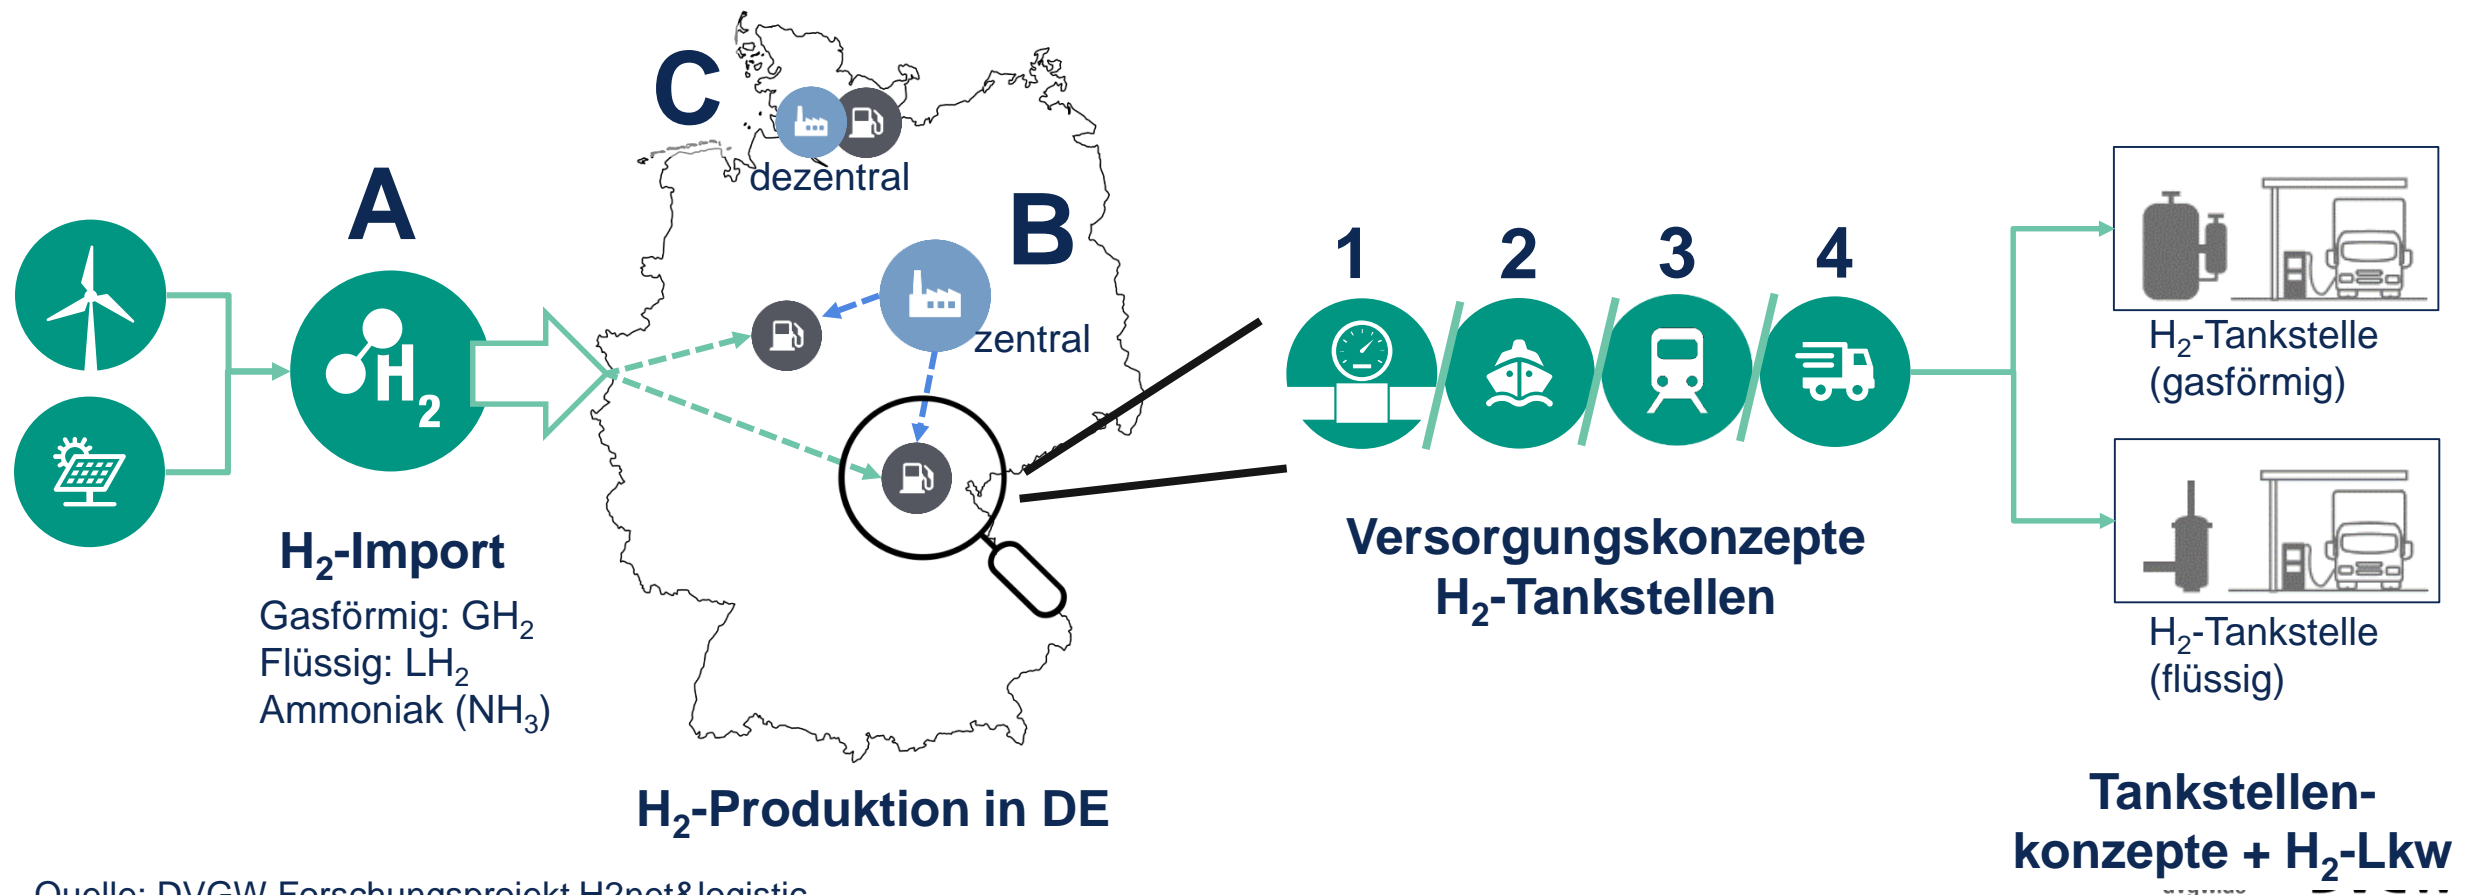 C
dezentral
A
B
zentral
H₂
H₂-Import
Gasförmig: GH₂
Flüssig: LH₂
Ammoniak (NH₃)
H₂-Produktion in DE
1 2 3 4
Versorgungskonzepte
H₂-Tankstellen
H₂-Tankstelle
(gasförmig)
H₂-Tankstelle
(flüssig)
Tankstellen-
konzepte + H₂-Lkw
Quelle: DVGW Forschungsprojekt H2net&logistic